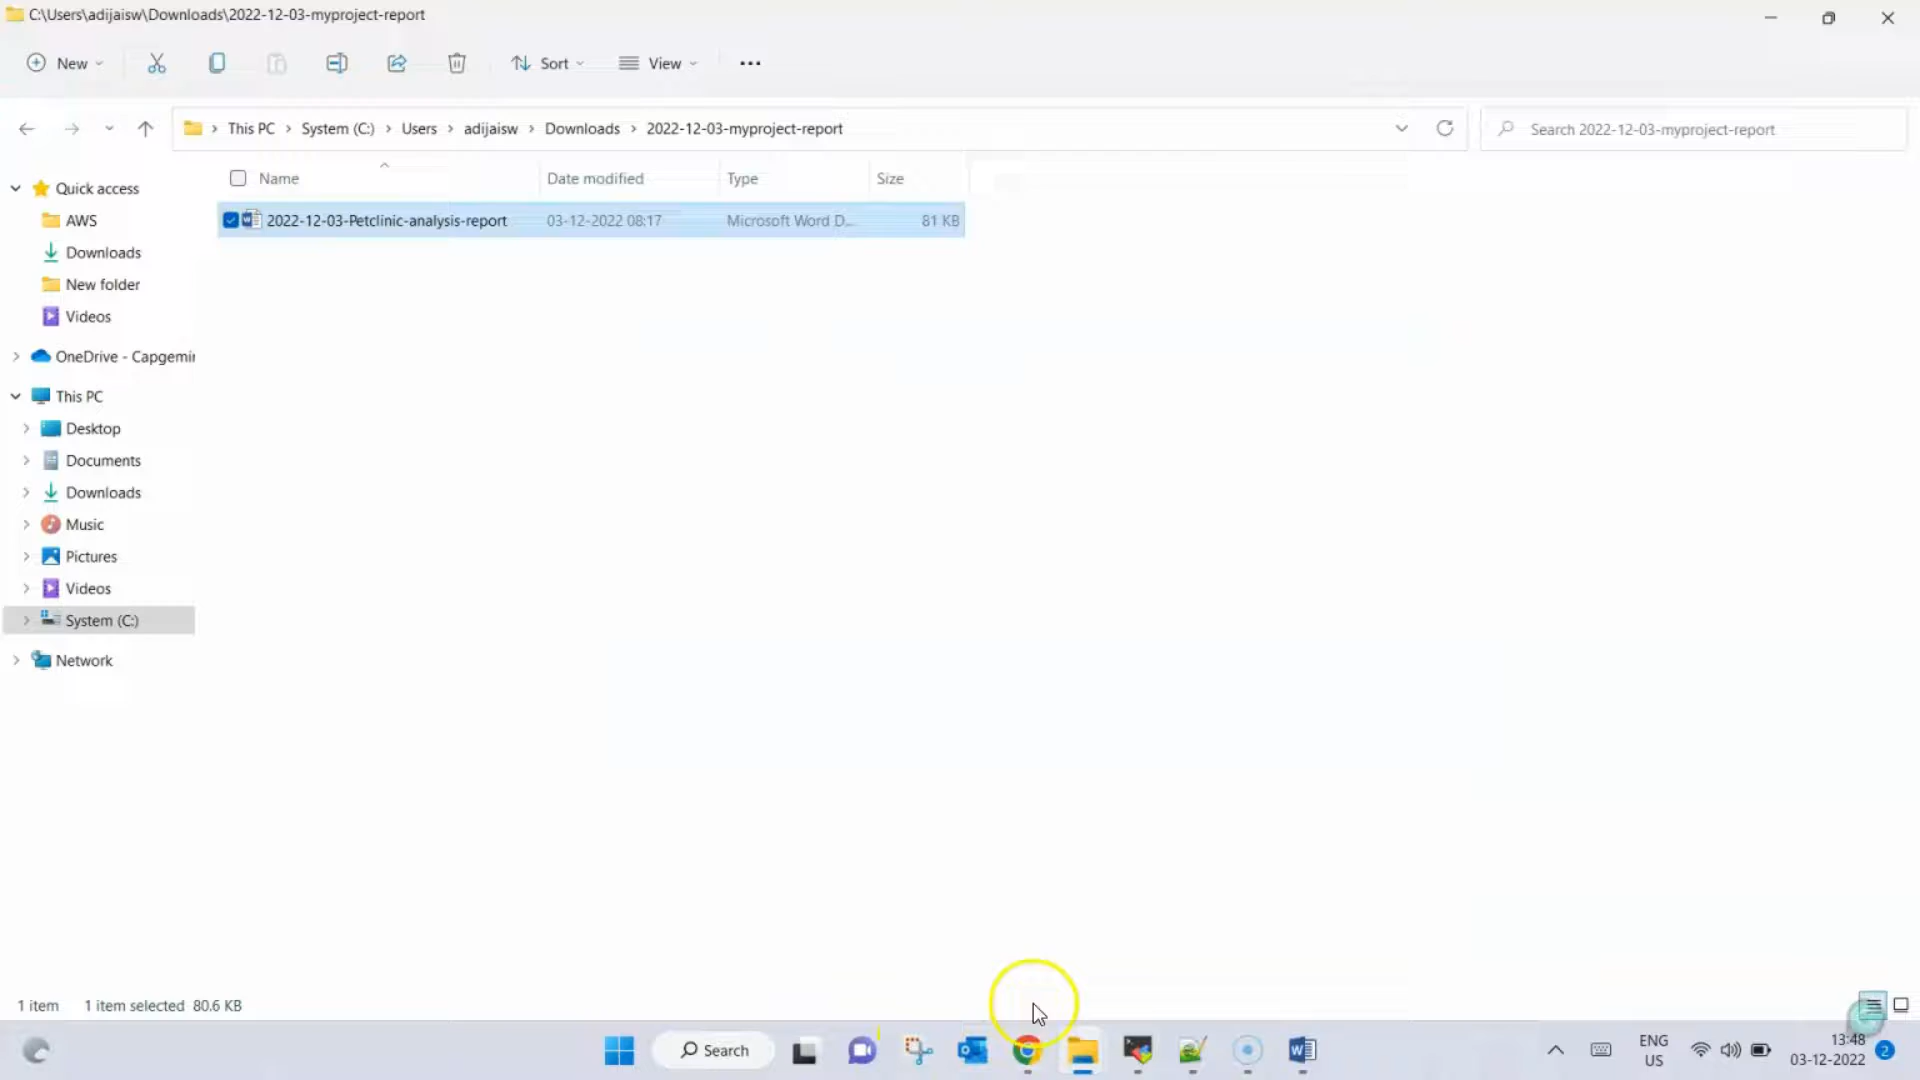 C:\Users\adijaisw\Downloads\2022-12-03-myproject-report
New
Sort
View
This PC
System (C:)
Users
adijaisw
Downloads
2022-12-03-myproject-report
Search 2022-12-03-myproject-report
Name
Date modified
Type
Size
2022-12-03-Petclinic-analysis-report
03-12-2022 08:17
Microsoft Word D...
81 KB
Quick access
AWS
Downloads
New folder
Videos
OneDrive - Capgemin
This PC
Desktop
Documents
Downloads
Music
Pictures
Videos
System (C:)
Network
1 item
1 item selected 80.6 KB
Search
ENG
US
13:48
03-12-2022
2